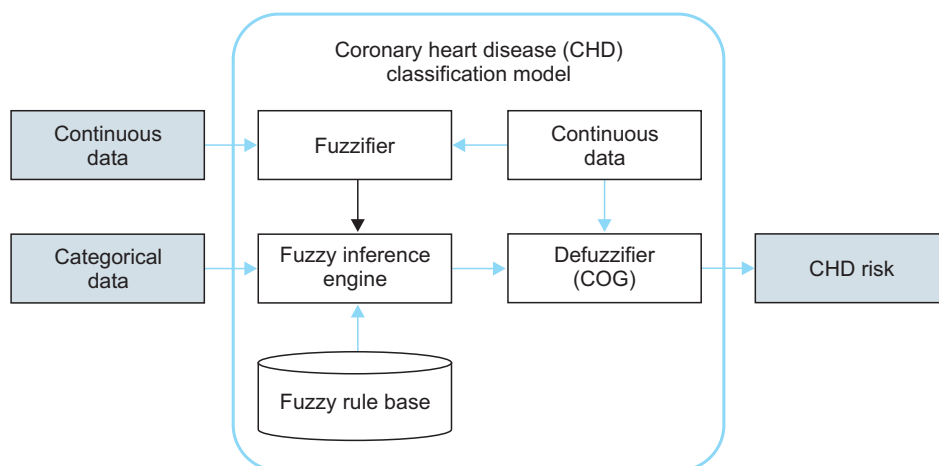 Coronary heart disease (CHD)
classification model
Continuous
data
Fuzzifier
Continuous
data
Categorical
data
Fuzzy inference
engine
Defuzzifier
(COG)
CHD risk
Fuzzy rule base